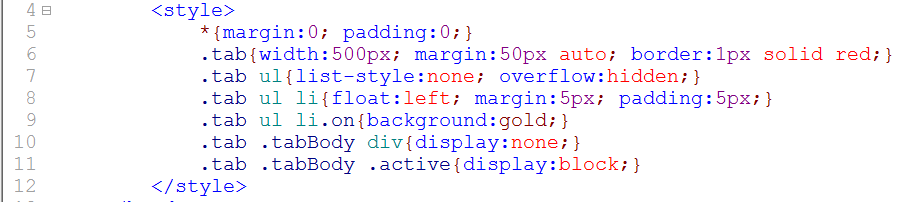 4 <style>
5 *{margin:0; padding:0;}
6 .tab{width:500px; margin:50px auto; border:1px solid red;}
7 .tab ul{list-style:none; overflow:hidden;}
8 .tab ul li{float:left; margin:5px; padding:5px;}
9 .tab ul li.on{background:gold;}
10 .tab .tabBody div{display:none;}
11 .tab .tabBody .active{display:block;}
12 </style>